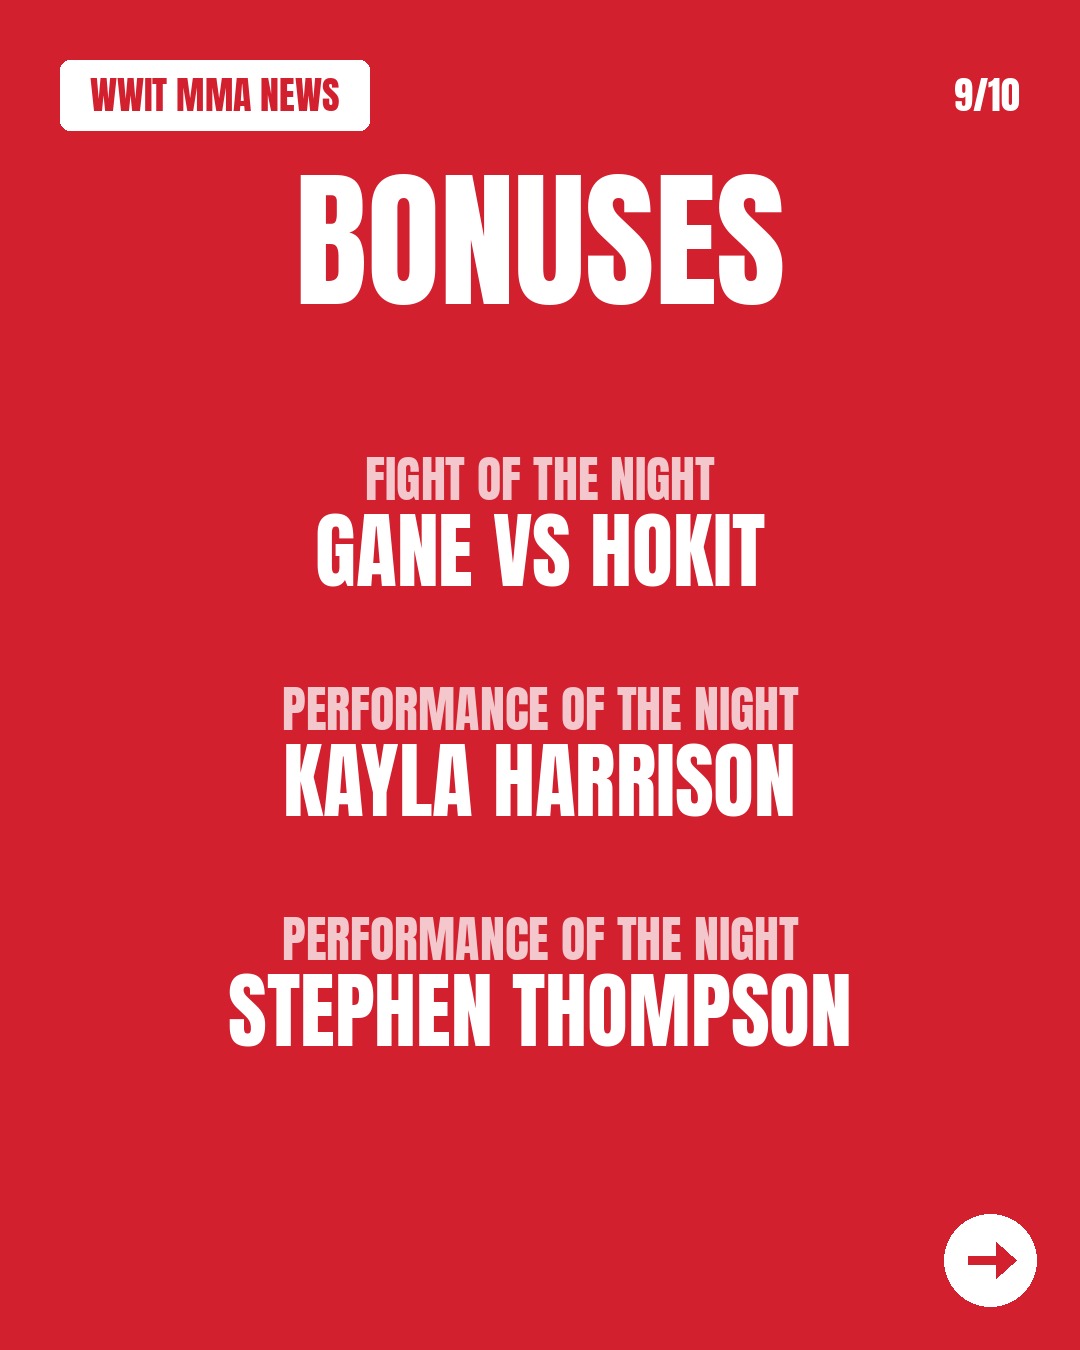 WWIT MMA NEWS
9/10
BONUSES
FIGHT OF THE NIGHT
GANE VS HOKIT
PERFORMANCE OF THE NIGHT
KAYLA HARRISON
PERFORMANCE OF THE NIGHT
STEPHEN THOMPSON